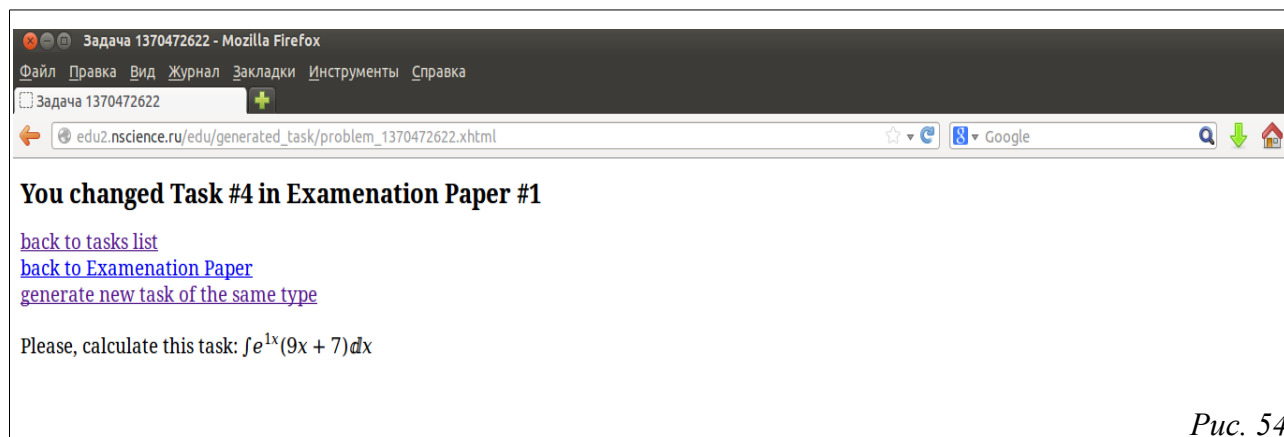 Задача 1370472622 - Mozilla Firefox
Файл Правка Вид Журнал Закладки Инструменты Справка
Задача 1370472622
edu2.nscience.ru/edu/generated_task/problem_1370472622.xhtml Google
You changed Task #4 in Examenation Paper #1
back to tasks list
back to Examenation Paper
generate new task of the same type
Please, calculate this task: ∫e^{1x}(9x + 7)ⅆx
Рис. 54